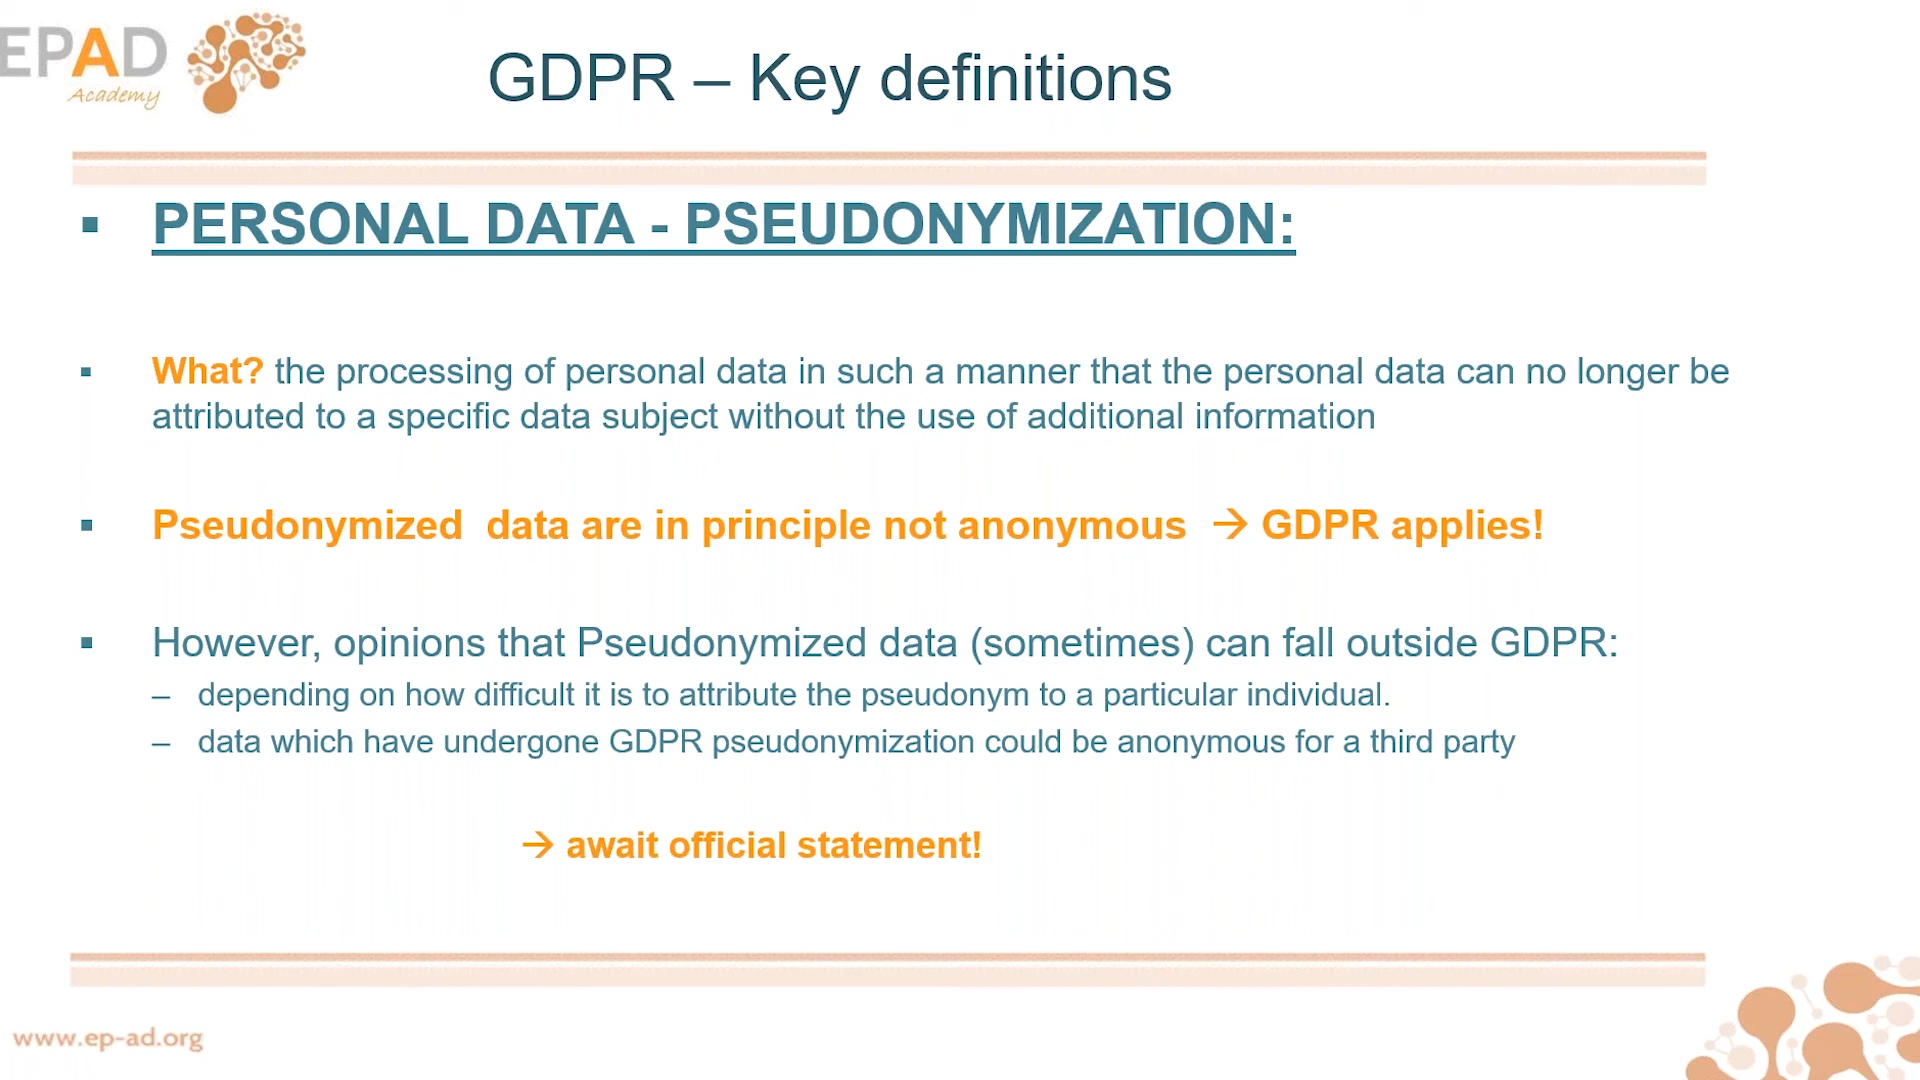 EPAD
Academy
GDPR – Key definitions
▪ PERSONAL DATA - PSEUDONYMIZATION:
▪ What? the processing of personal data in such a manner that the personal data can no longer be
attributed to a specific data subject without the use of additional information
▪ Pseudonymized  data are in principle not anonymous → GDPR applies!
▪ However, opinions that Pseudonymized data (sometimes) can fall outside GDPR:
– depending on how difficult it is to attribute the pseudonym to a particular individual.
– data which have undergone GDPR pseudonymization could be anonymous for a third party
→ await official statement!
www.ep-ad.org